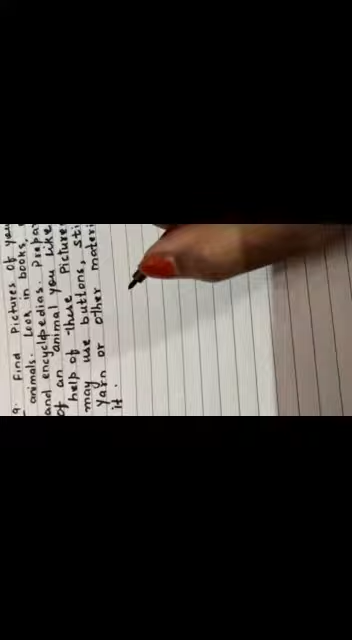 9. Find Pictures of
animals. Look in books,
and encyclopedias.
of an animal you like
help of these Picture
may use buttons,
yarn or other
it.